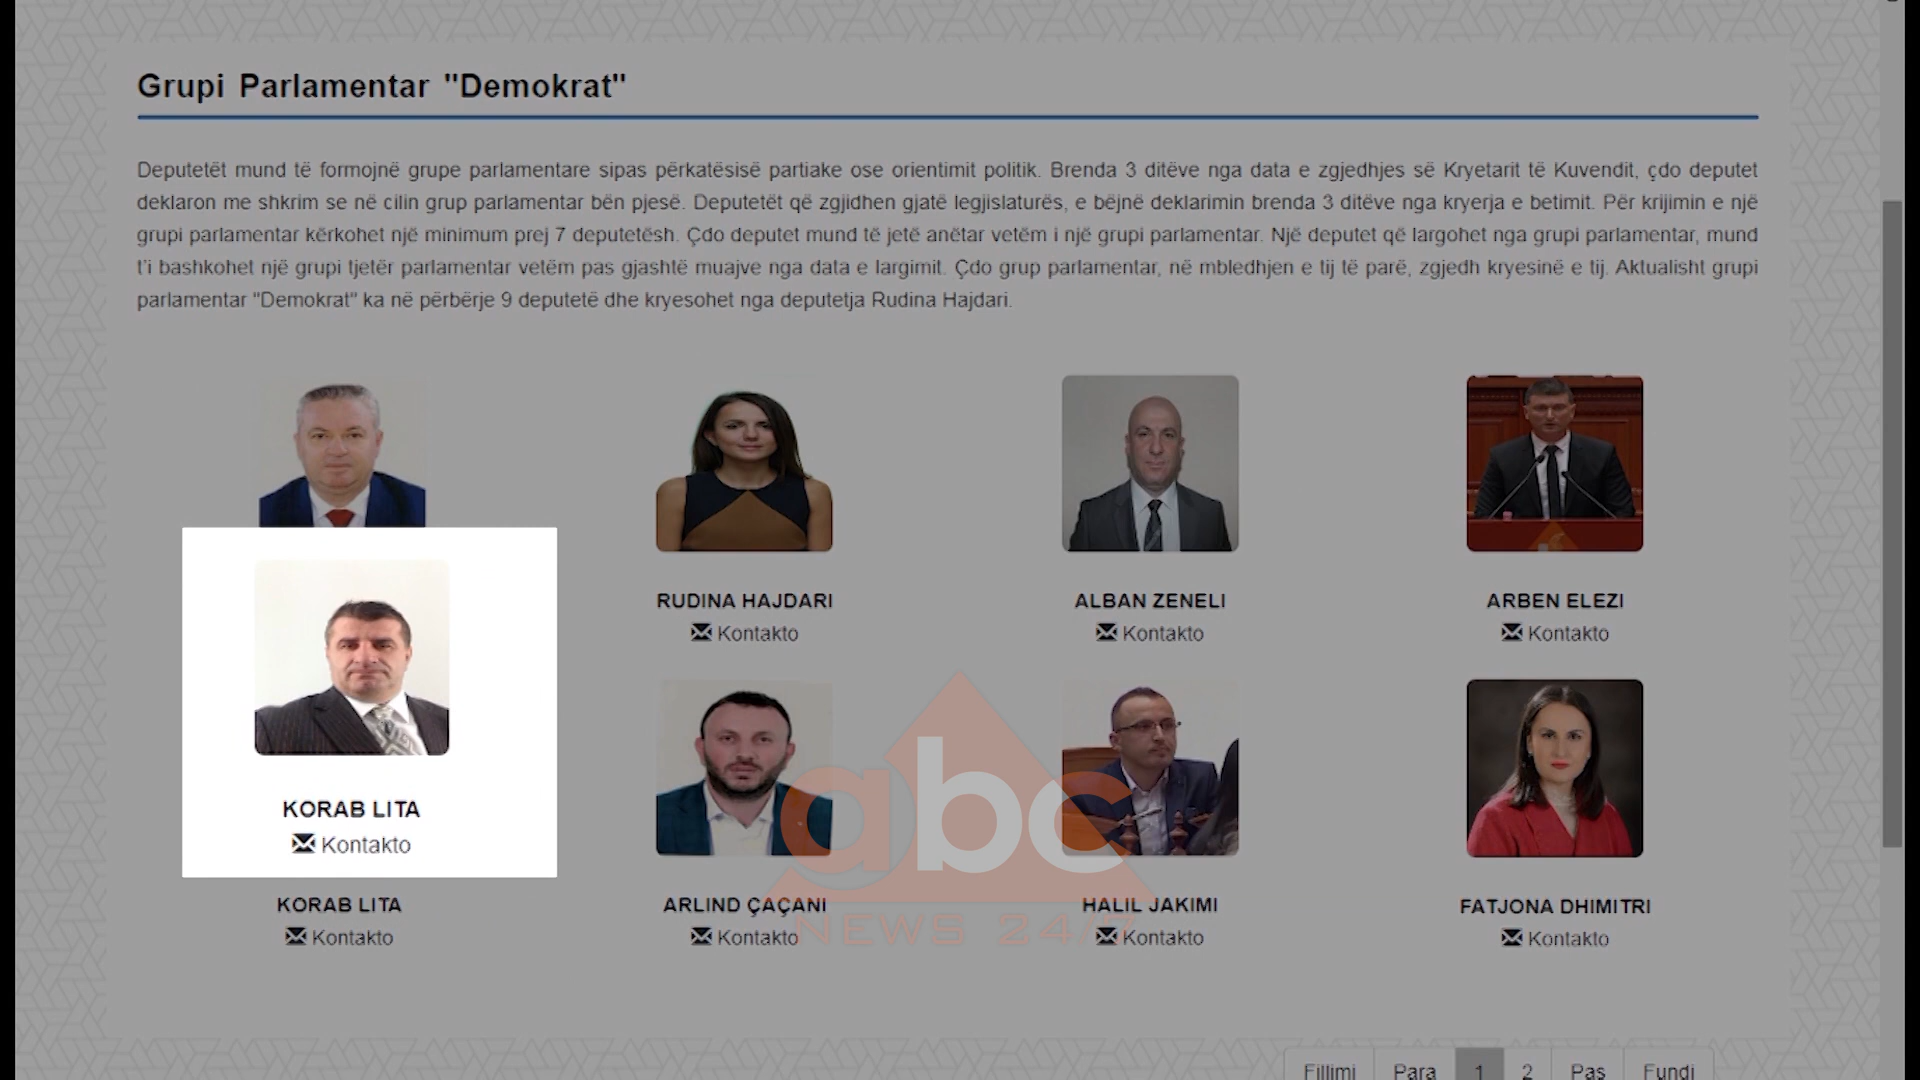 Grupi Parlamentar "Demokrat"
Deputetët mund të formojnë grupe parlamentare sipas përkatësisë partiake ose orientimit politik. Brenda 3 ditëve nga data e zgjedhjes së Kryetarit të Kuvendit, çdo deputet
deklaron me shkrim se në cilin grup parlamentar bën pjesë. Deputetët që zgjidhen gjatë legjislaturës, e bëjnë deklarimin brenda 3 ditëve nga kryerja e betimit. Për krijimin e një
grupi parlamentar kërkohet një minimum prej 7 deputetësh. Çdo deputet mund të jetë anëtar vetëm i një grupi parlamentar. Një deputet që largohet nga grupi parlamentar, mund
t'i bashkohet një grupi tjetër parlamentar vetëm pas gjashtë muajve nga data e largimit. Çdo grup parlamentar, në mbledhjen e tij të parë, zgjedh kryesinë e tij. Aktualisht grupi
parlamentar "Demokrat" ka në përbërje 9 deputetë dhe kryesohet nga deputetja Rudina Hajdari.
RUDINA HAJDARI
Kontakto
ALBAN ZENELI
Kontakto
ARBEN ELEZI
Kontakto
KORAB LITA
Kontakto
KORAB LITA
Kontakto
ARLIND ÇAÇANI
Kontakto
HALIL JAKIMI
Kontakto
FATJONA DHIMITRI
Kontakto
abc
NEWS 24/7
Fillimi Para 1 2 Pas Fundi